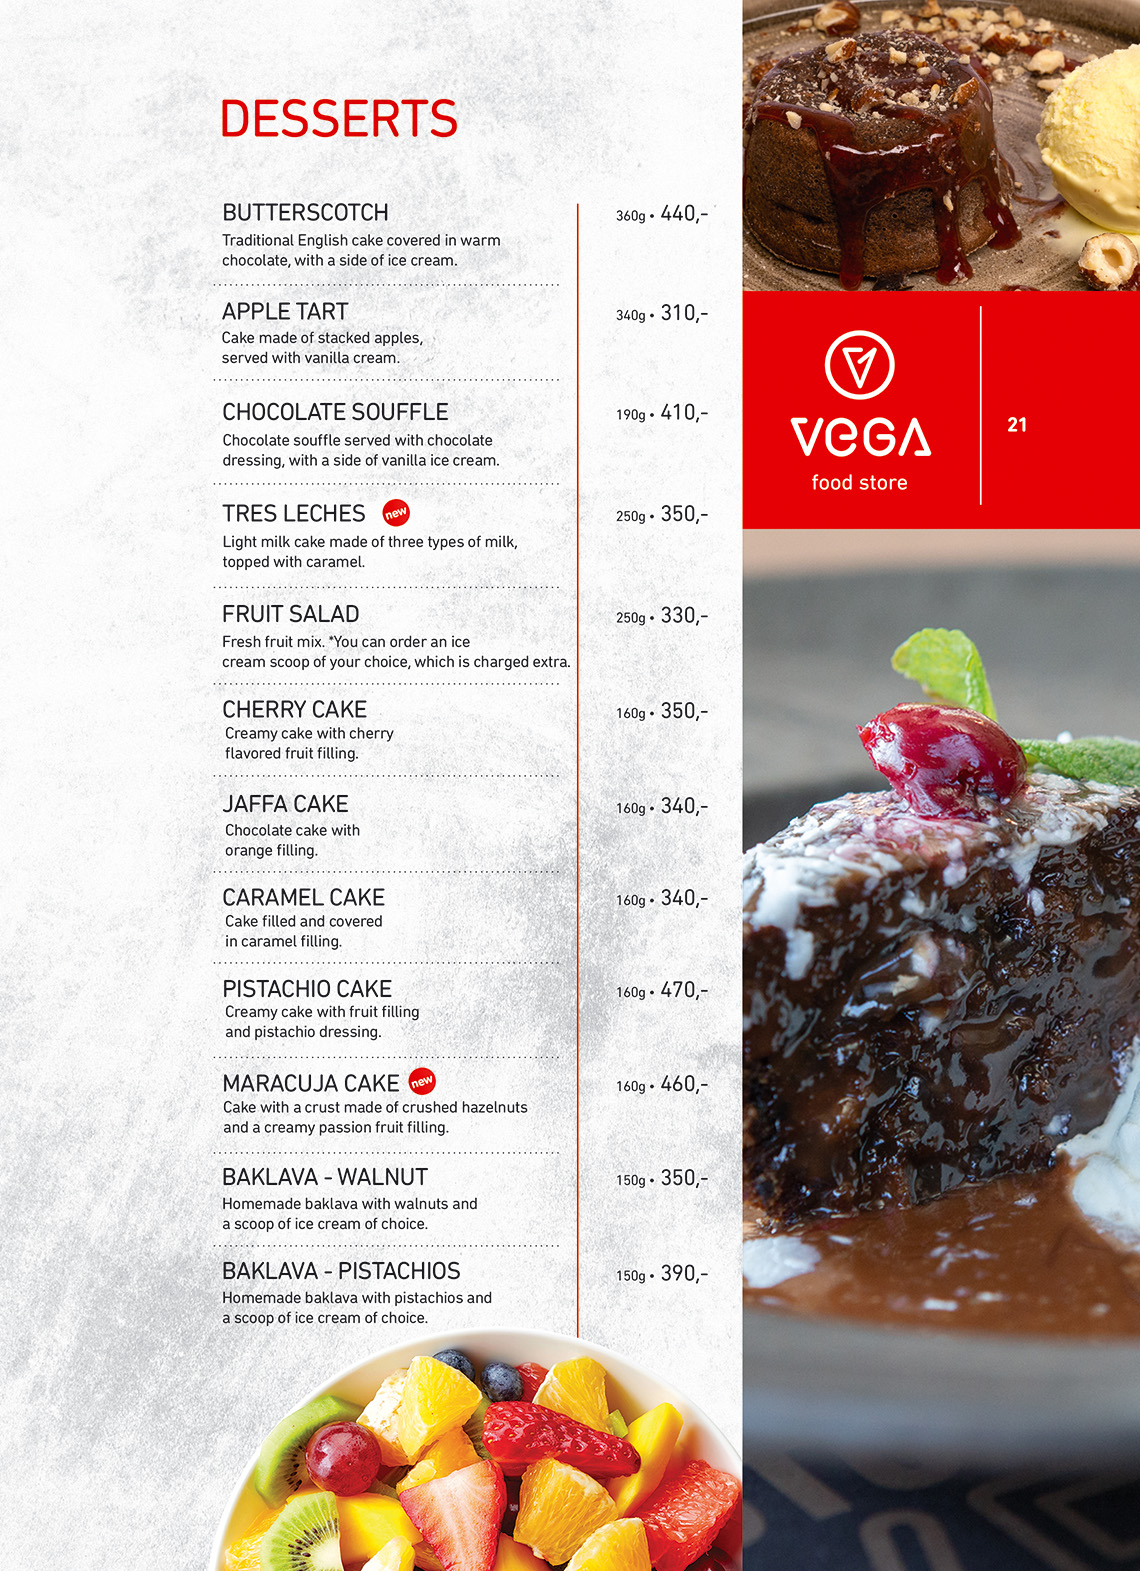 DESSERTS
BUTTERSCOTCH
360g • 440,-
Traditional English cake covered in warm
chocolate, with a side of ice cream.
APPLE TART
340g • 310,-
Cake made of stacked apples,
served with vanilla cream.
CHOCOLATE SOUFFLE
190g • 410,-
Chocolate souffle served with chocolate
dressing, with a side of vanilla ice cream.
TRES LECHES new
250g • 350,-
Light milk cake made of three types of milk,
topped with caramel.
FRUIT SALAD
250g • 330,-
Fresh fruit mix. *You can order an ice
cream scoop of your choice, which is charged extra.
CHERRY CAKE
160g • 350,-
Creamy cake with cherry
flavored fruit filling.
JAFFA CAKE
160g • 340,-
Chocolate cake with
orange filling.
CARAMEL CAKE
160g • 340,-
Cake filled and covered
in caramel filling.
PISTACHIO CAKE
160g • 470,-
Creamy cake with fruit filling
and pistachio dressing.
MARACUJA CAKE new
160g • 460,-
Cake with a crust made of crushed hazelnuts
and a creamy passion fruit filling.
BAKLAVA - WALNUT
150g • 350,-
Homemade baklava with walnuts and
a scoop of ice cream of choice.
BAKLAVA - PISTACHIOS
150g • 390,-
Homemade baklava with pistachios and
a scoop of ice cream of choice.
VeGA
food store
21